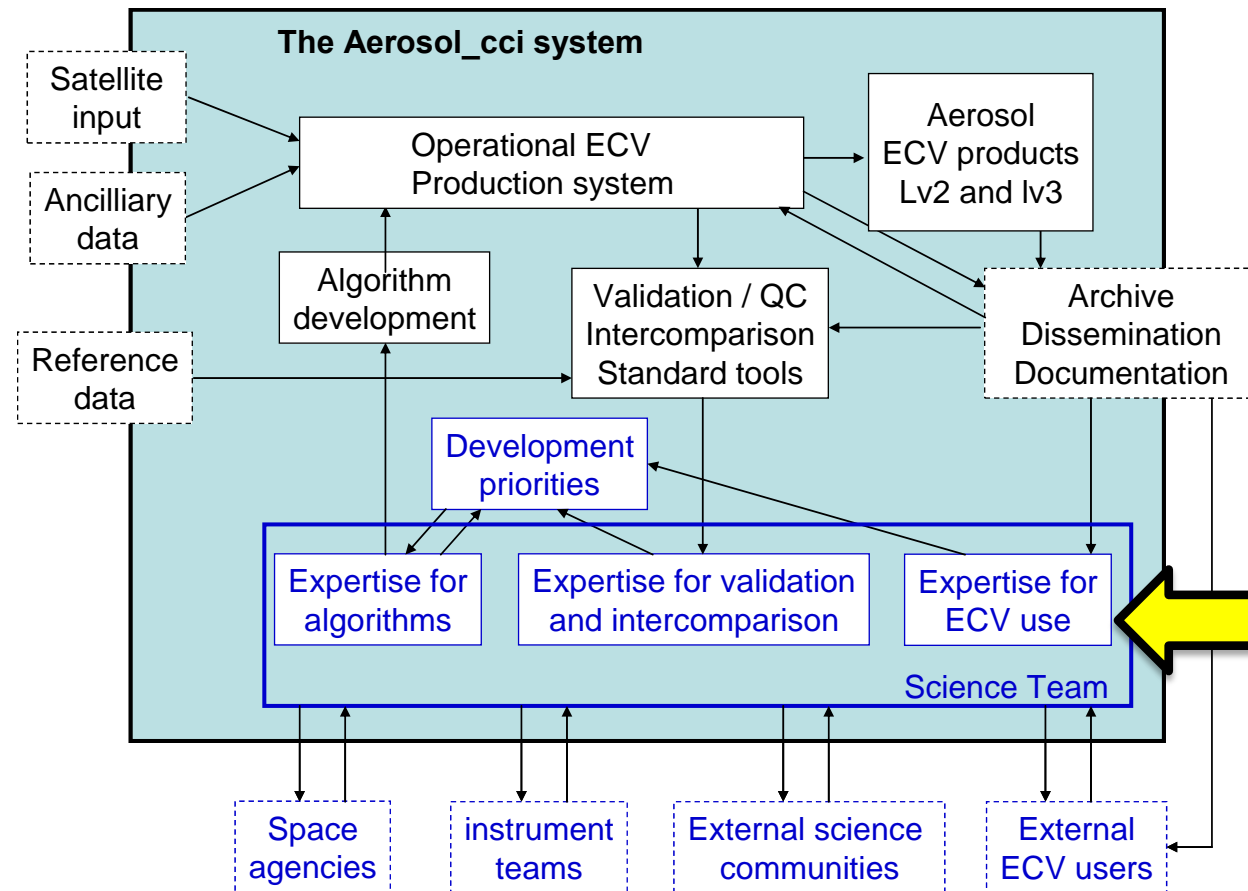 The Aerosol_cci system
Satellite
input
Operational ECV
Production system
Aerosol
ECV products
Lv2 and lv3
Ancilliary
data
Algorithm
development
Validation / QC
Intercomparison
Standard tools
Archive
Dissemination
Documentation
Reference
data
Development
priorities
Expertise for
algorithms
Expertise for validation
and intercomparison
Expertise for
ECV use
Science Team
Space
agencies
instrument
teams
External science
communities
External
ECV users